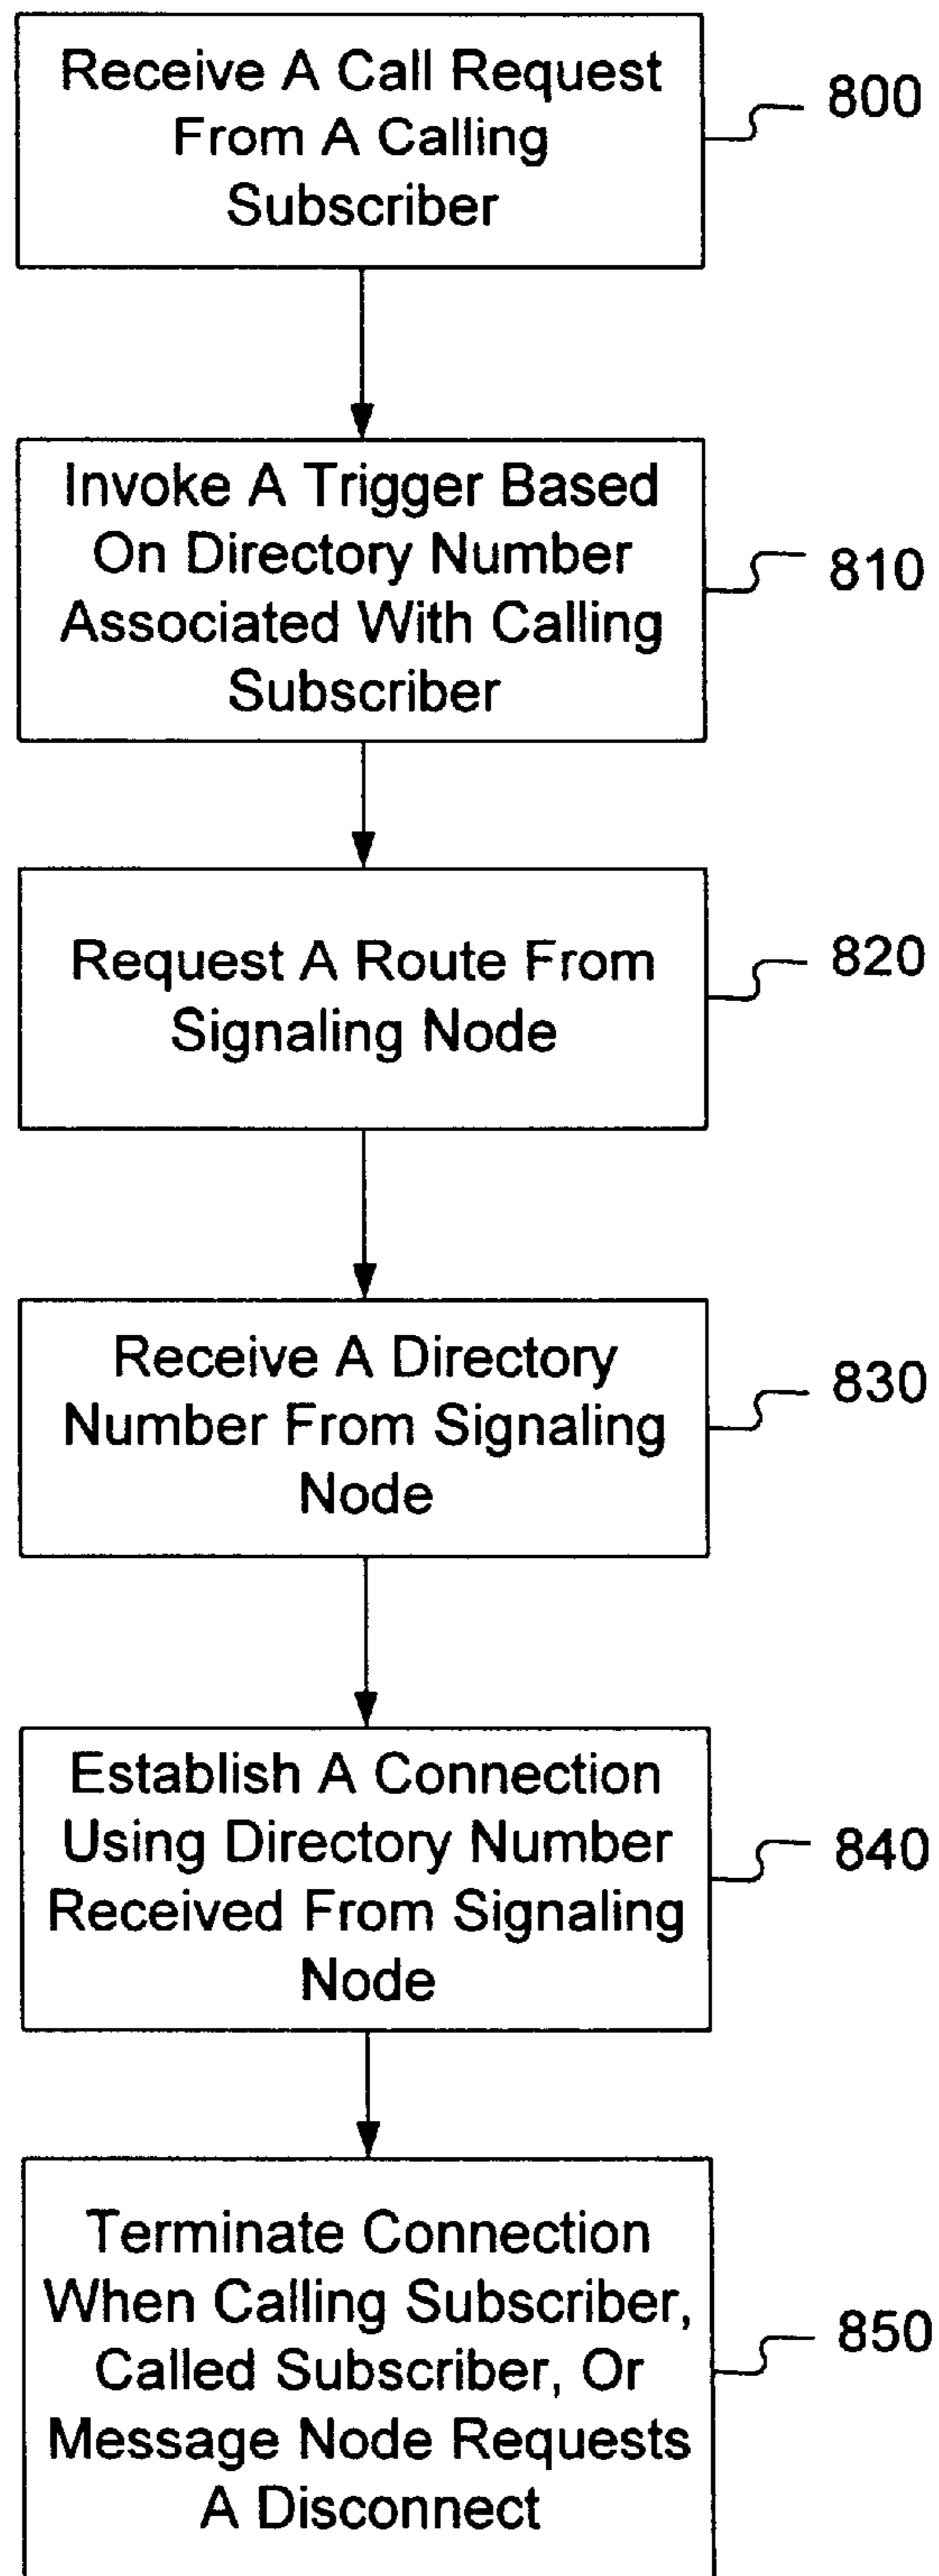 Receive A Call Request
From A Calling
Subscriber
800
Invoke A Trigger Based
On Directory Number
Associated With Calling
Subscriber
810
Request A Route From
Signaling Node
820
Receive A Directory
Number From Signaling
Node
830
Establish A Connection
Using Directory Number
Received From Signaling
Node
840
Terminate Connection
When Calling Subscriber,
Called Subscriber, Or
Message Node Requests
A Disconnect
850